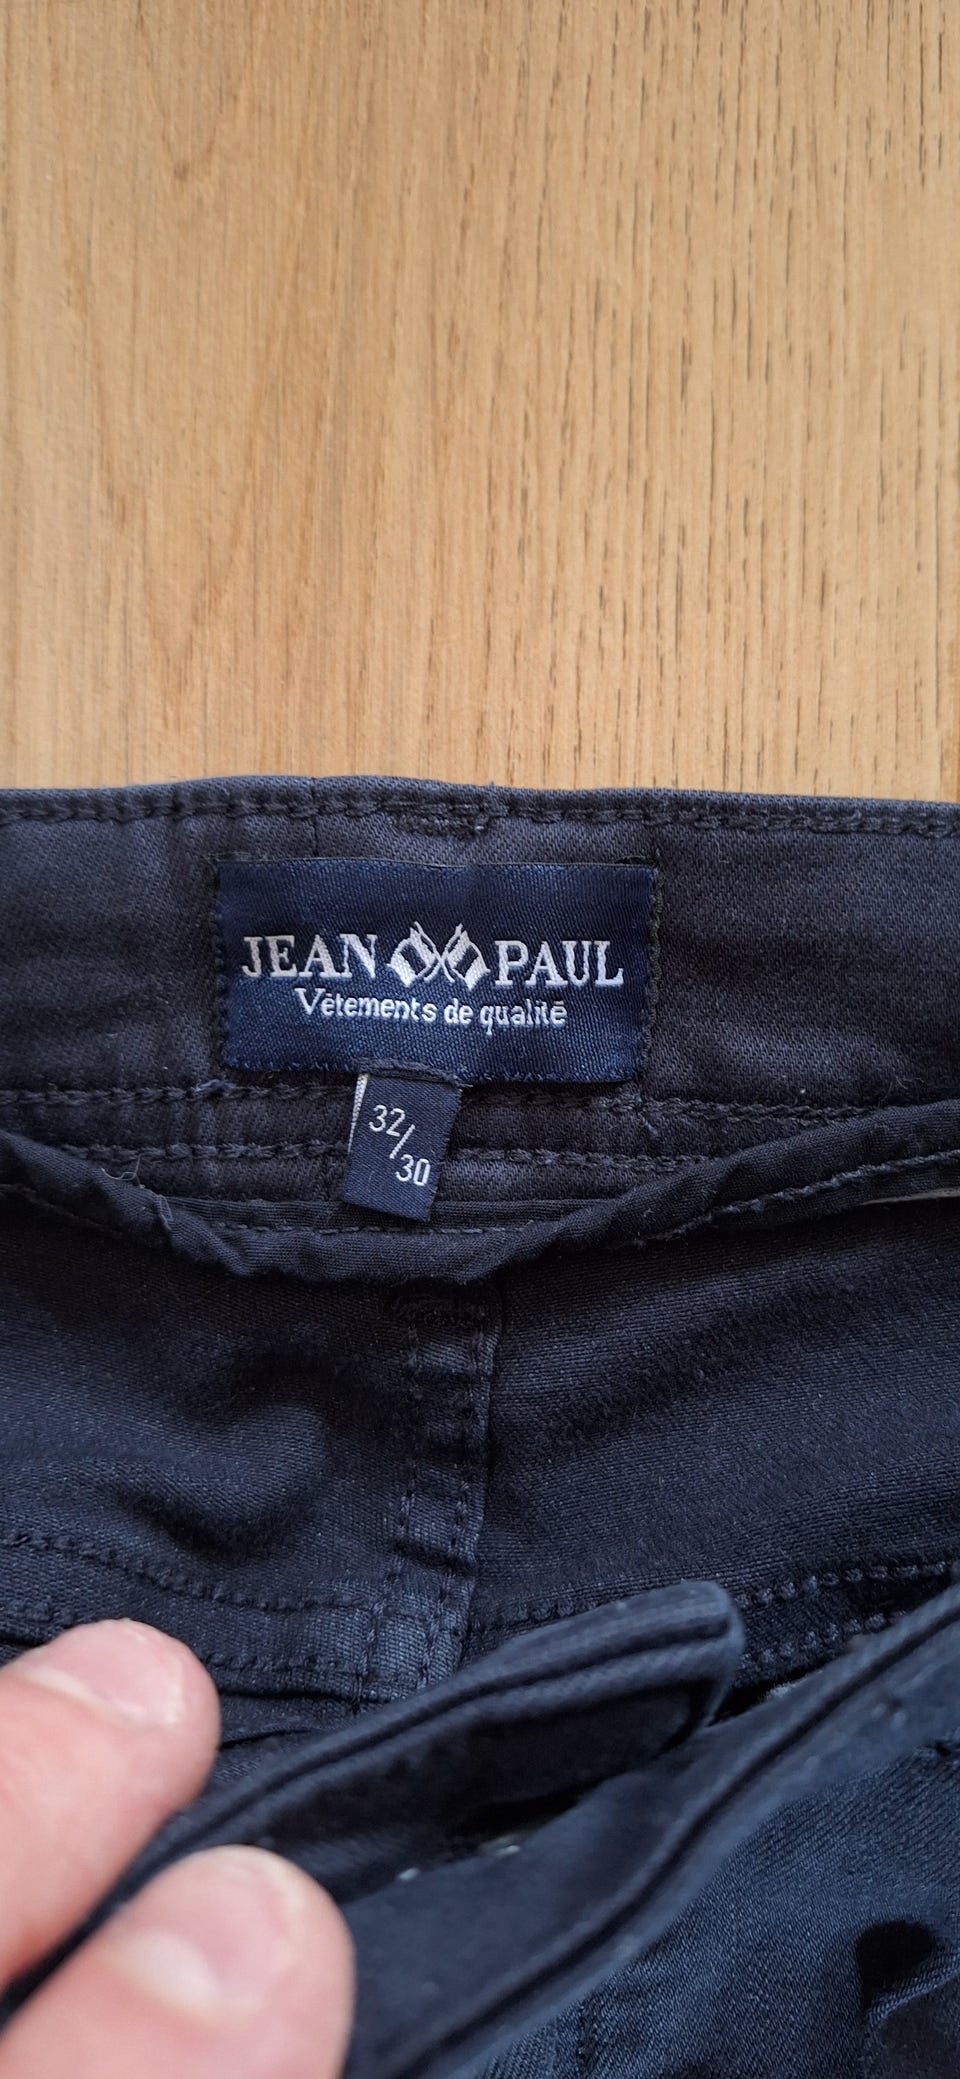 JEAN PAUL
Vêtements de qualité
32/30